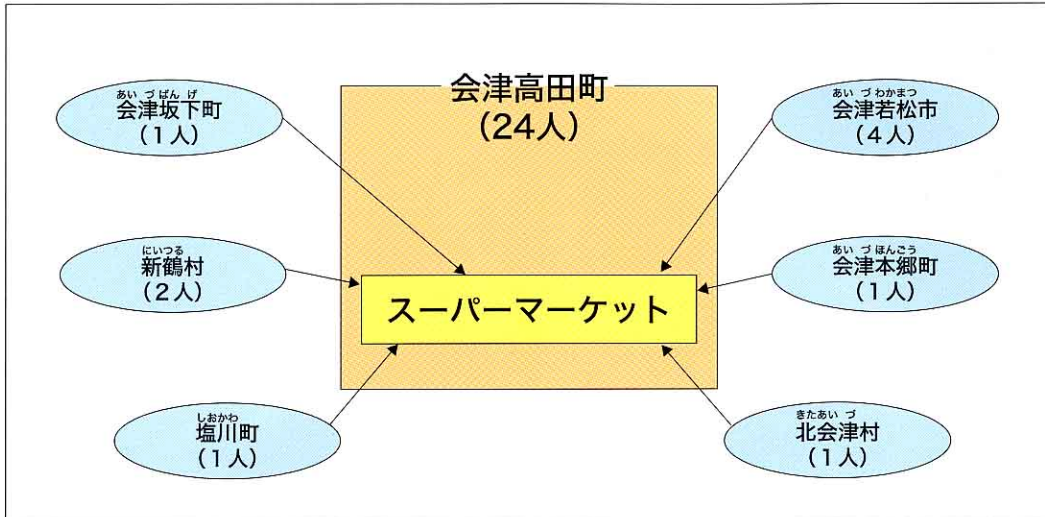 会津高田町
(24人)
あいづばんげ
会津坂下町
(1人)
あいづわかまつ
会津若松市
(4人)
にいつる
新鶴村
(2人)
あいづほんごう
会津本郷町
(1人)
スーパーマーケット
しおかわ
塩川町
(1人)
きたあいづ
北会津村
(1人)